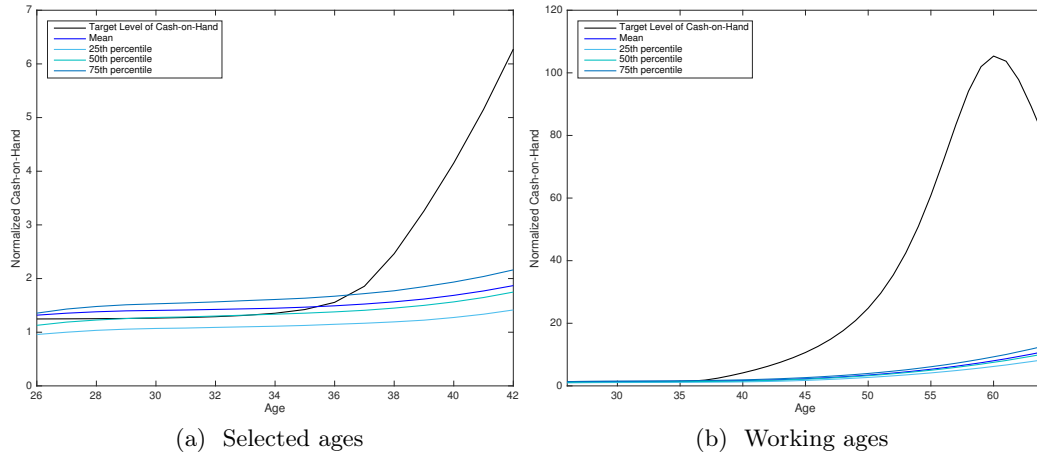 7
6
5
4
3
2
1
0
Normalized Cash-on-Hand
Target Level of Cash-on-Hand
Mean
25th percentile
50th percentile
75th percentile
26 28 30 32 34 36 38 40 42
Age
(a) Selected ages
120
100
80
60
40
20
0
Normalized Cash-on-Hand
Target Level of Cash-on-Hand
Mean
25th percentile
50th percentile
75th percentile
30 35 40 45 50 55 60
Age
(b) Working ages